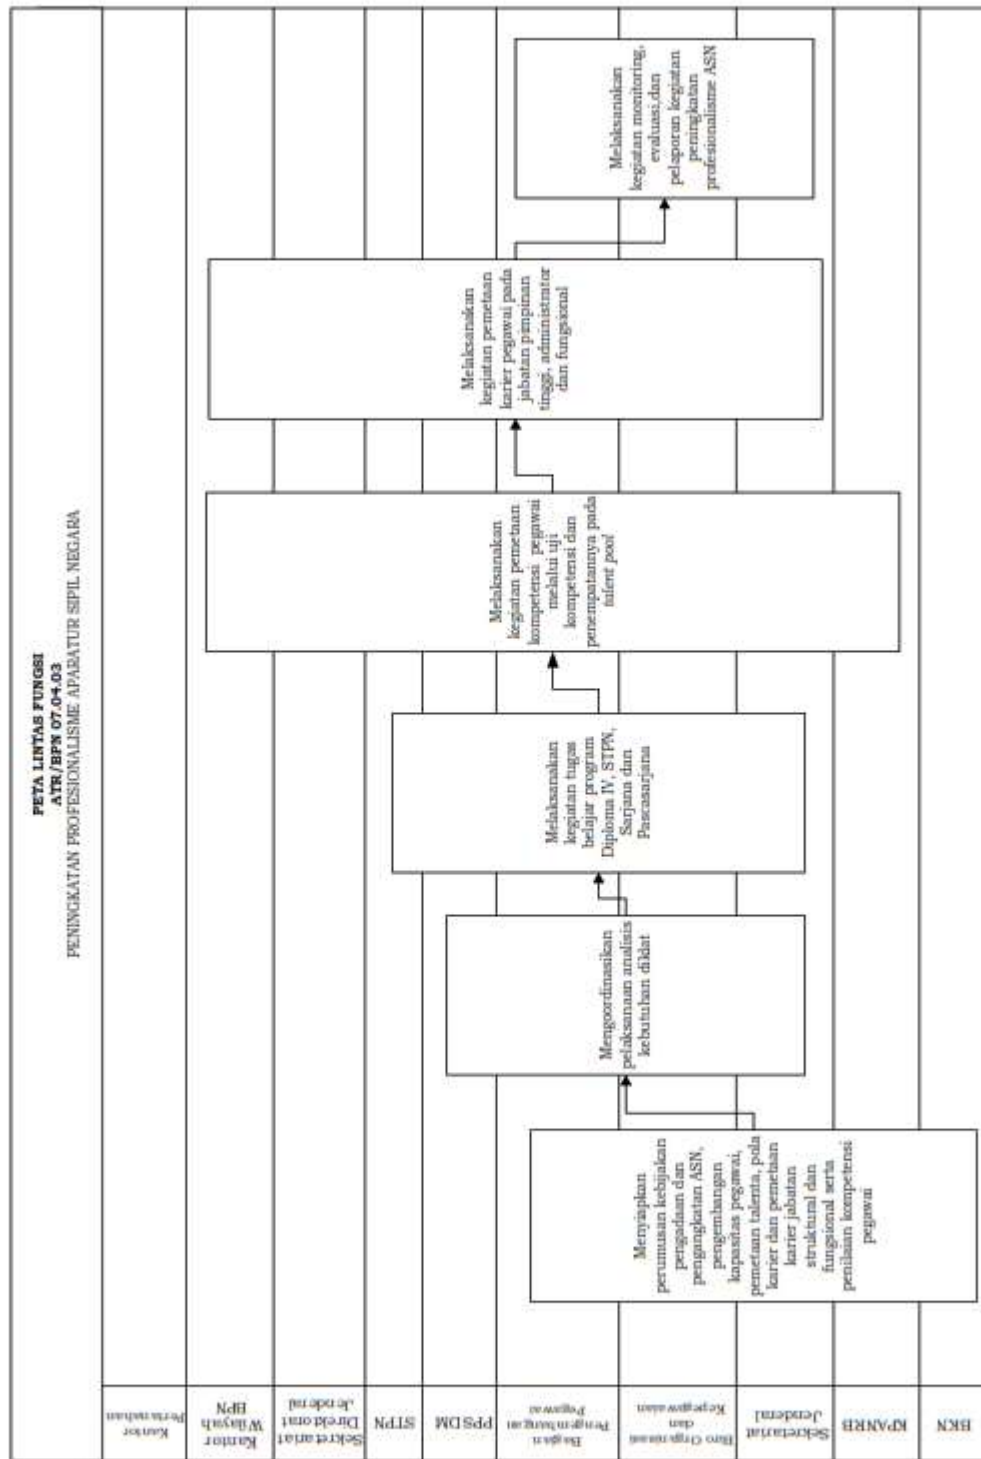 PETA LINTAS FUNGSI
ATR/BPN 07.04.03
PENINGKATAN PROFESIONALISME APARATUR SIPIL NEGARA
Kantor
Pertanahan
Kantor
Wilayah
BPN
Sekretariat
Direktorat
Jenderal
STPN
PPSDM
Bagian
Pengembangan
Pegawai
Biro Organisasi
dan
Kepegawaian
Sekretariat
Jenderal
KPANRB
BKN
Menyiapkan
perumusan kebijakan
pengadaan dan
pengangkatan ASN,
pengembangan
kapasitas pegawai,
pemetaan talenta, pola
karier dan pemetaan
karier jabatan
struktural dan
fungsional serta
penilaian kompetensi
pegawai
Mengoordinasikan
pelaksanaan analisis
kebutuhan diklat
Melaksanakan
kegiatan tugas
belajar program
Diploma IV, STPN,
Sarjana dan
Pascasarjana
Melaksanakan
kegiatan pemetaan
kompetensi pegawai
melalui uji
kompetensi dan
penempatannya pada
talent pool
Melaksanakan
kegiatan pemetaan
karier pegawai pada
jabatan pimpinan
tinggi, administrator
dan fungsional
Melaksanakan
kegiatan monitoring,
evaluasi,dan
pelaporan kegiatan
peningkatan
profesionalisme ASN